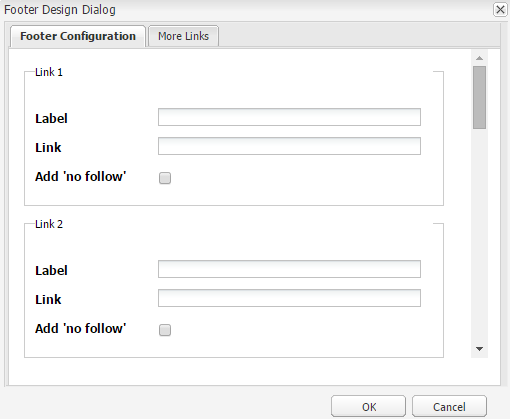 Footer Design Dialog
Footer Configuration
More Links
Link 1
Label
Link
Add 'no follow'
Link 2
Label
Link
Add 'no follow'
OK
Cancel